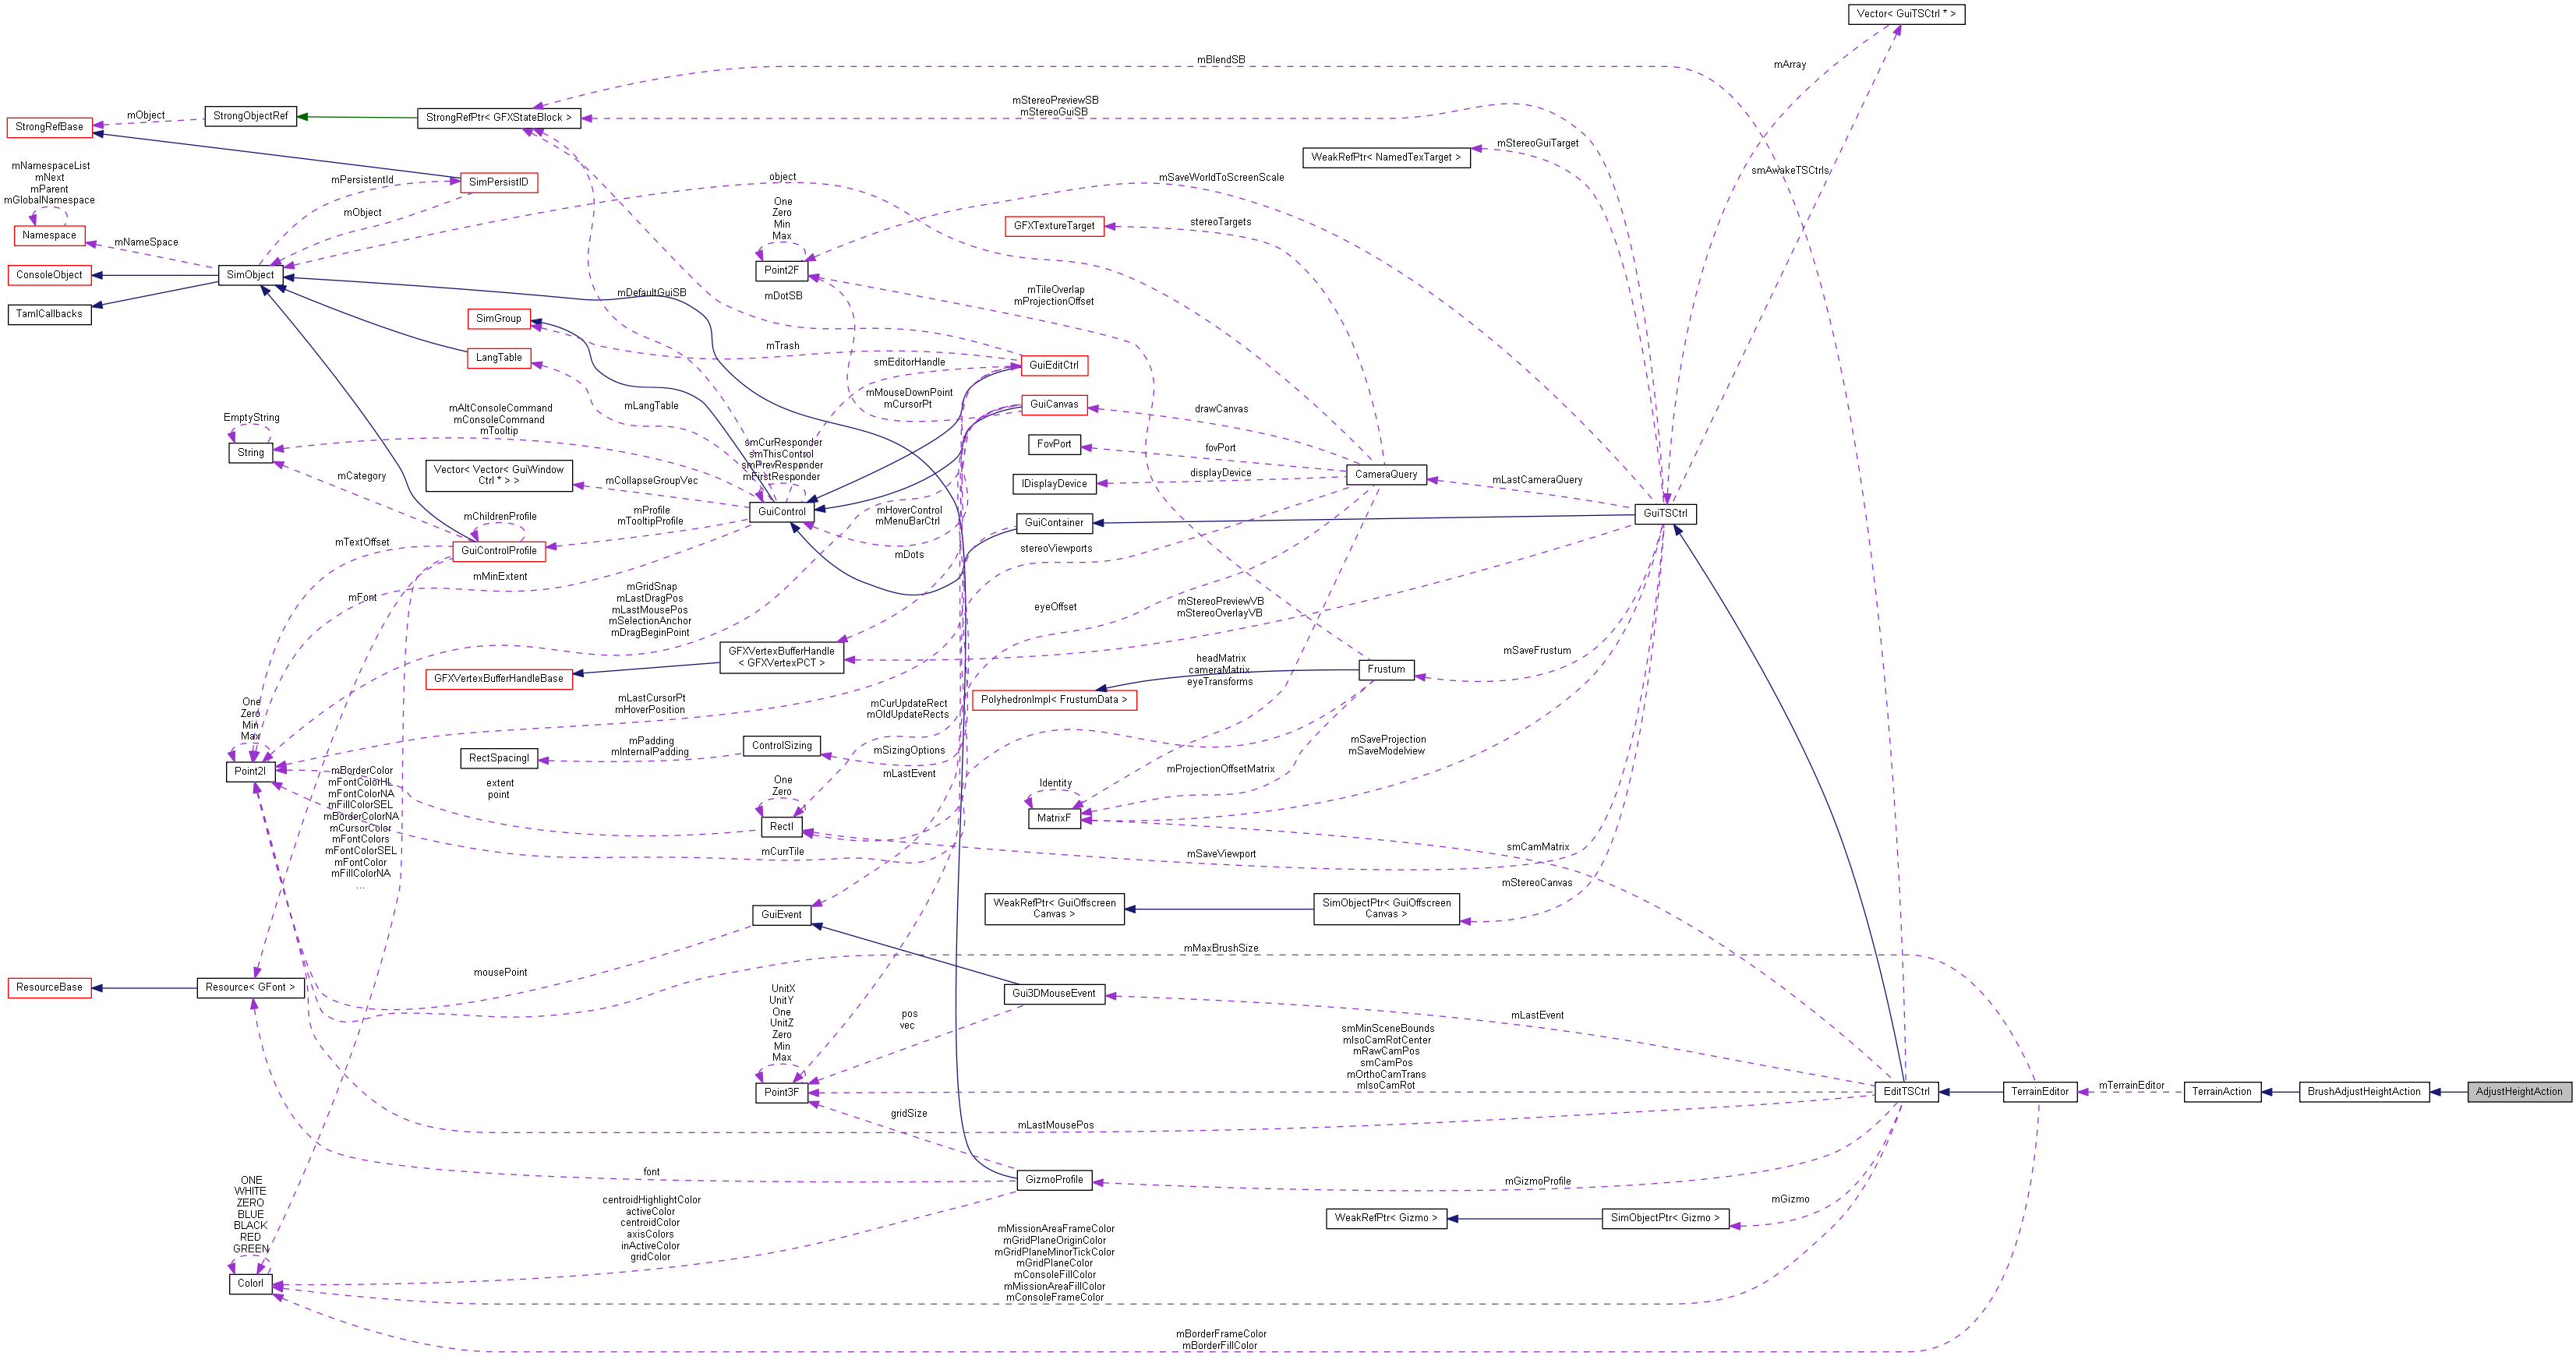 Vector< GuiTSCtrl * >
mBlendSB
mArray
mStereoPreviewSB
mStereoGuiSB
mObject
StrongObjectRef
StrongRefPtr< GFXStateBlock >
StrongRefBase
mStereoGuiTarget
WeakRefPtr< NamedTexTarget >
mNamespaceList
mNext
mParent
mGlobalNamespace
mPersistentId
SimPersistID
object
mSaveWorldToScreenScale
smAwakeTSCtrls
mObject
One
Zero
Min
Max
stereoTargets
GFXTextureTarget
Namespace
mNameSpace
ConsoleObject
SimObject
Point2F
TamlCallbacks
mDefaultGuiSB
mDotSB
mTileOverlap
mProjectionOffset
SimGroup
mTrash
LangTable
smEditorHandle
GuiEditCtrl
mMouseDownPoint
mCursorPt
GuiCanvas
drawCanvas
EmptyString
String
mAltConsoleCommand
mConsoleCommand
mTooltip
mLangTable
smCurResponder
smThisControl
smPrevResponder
mFirstResponder
FovPort
fovPort
displayDevice
CameraQuery
mLastCameraQuery
IDisplayDevice
Vector< Vector< GuiWindow
Ctrl * > >
mCollapseGroupVec
mCategory
GuiControl
mHoverControl
mMenuBarCtrl
GuiContainer
GuiTSCtrl
mChildrenProfile
mProfile
mTooltipProfile
mTextOffset
GuiControlProfile
mDots
stereoViewports
mMinExtent
mFont
mGridSnap
mLastDragPos
mLastMousePos
mSelectionAnchor
mDragBeginPoint
eyeOffset
mStereoPreviewVB
mStereoOverlayVB
GFXVertexBufferHandle
< GFXVertexPCT >
GFXVertexBufferHandleBase
headMatrix
cameraMatrix
eyeTransforms
Frustum
mSaveFrustum
PolyhedronImpl< FrustumData >
One
Zero
Min
Max
mLastCursorPt
mHoverPosition
mCurUpdateRect
mOldUpdateRects
mPadding
mInternalPadding
ControlSizing
RectSpacingI
mSizingOptions
mLastEvent
mSaveProjection
mSaveModelview
Point2I
mProjectionOffsetMatrix
extent
point
One
Zero
Identity
RectI
MatrixF
mBorderColor
mFontColorHL
mFontColorNA
mFillColorSEL
mBorderColorNA
mCursorColor
mFontColors
mFontColorSEL
mFontColor
mFillColorNA
...
mCurrTile
mSaveViewport
smCamMatrix
mStereoCanvas
WeakRefPtr< GuiOffscreen
Canvas >
SimObjectPtr< GuiOffscreen
Canvas >
GuiEvent
mMaxBrushSize
mousePoint
ResourceBase
Resource< GFont >
Gui3DMouseEvent
UnitX
UnitY
One
UnitZ
Zero
Min
Max
pos
vec
mLastEvent
smMinSceneBounds
mIsoCamRotCenter
mRawCamPos
smCamPos
mOrthoCamTrans
mIsoCamRot
Point3F
EditTSCtrl
TerrainEditor
mTerrainEditor
TerrainAction
BrushAdjustHeightAction
AdjustHeightAction
gridSize
mLastMousePos
font
GizmoProfile
mGizmoProfile
mGizmo
ONE
WHITE
ZERO
BLUE
BLACK
RED
GREEN
centroidHighlightColor
activeColor
centroidColor
axisColors
inActiveColor
gridColor
WeakRefPtr< Gizmo >
SimObjectPtr< Gizmo >
mMissionAreaFrameColor
mGridPlaneOriginColor
mGridPlaneMinorTickColor
mGridPlaneColor
mConsoleFillColor
mMissionAreaFillColor
mConsoleFrameColor
ColorI
mBorderFrameColor
mBorderFillColor